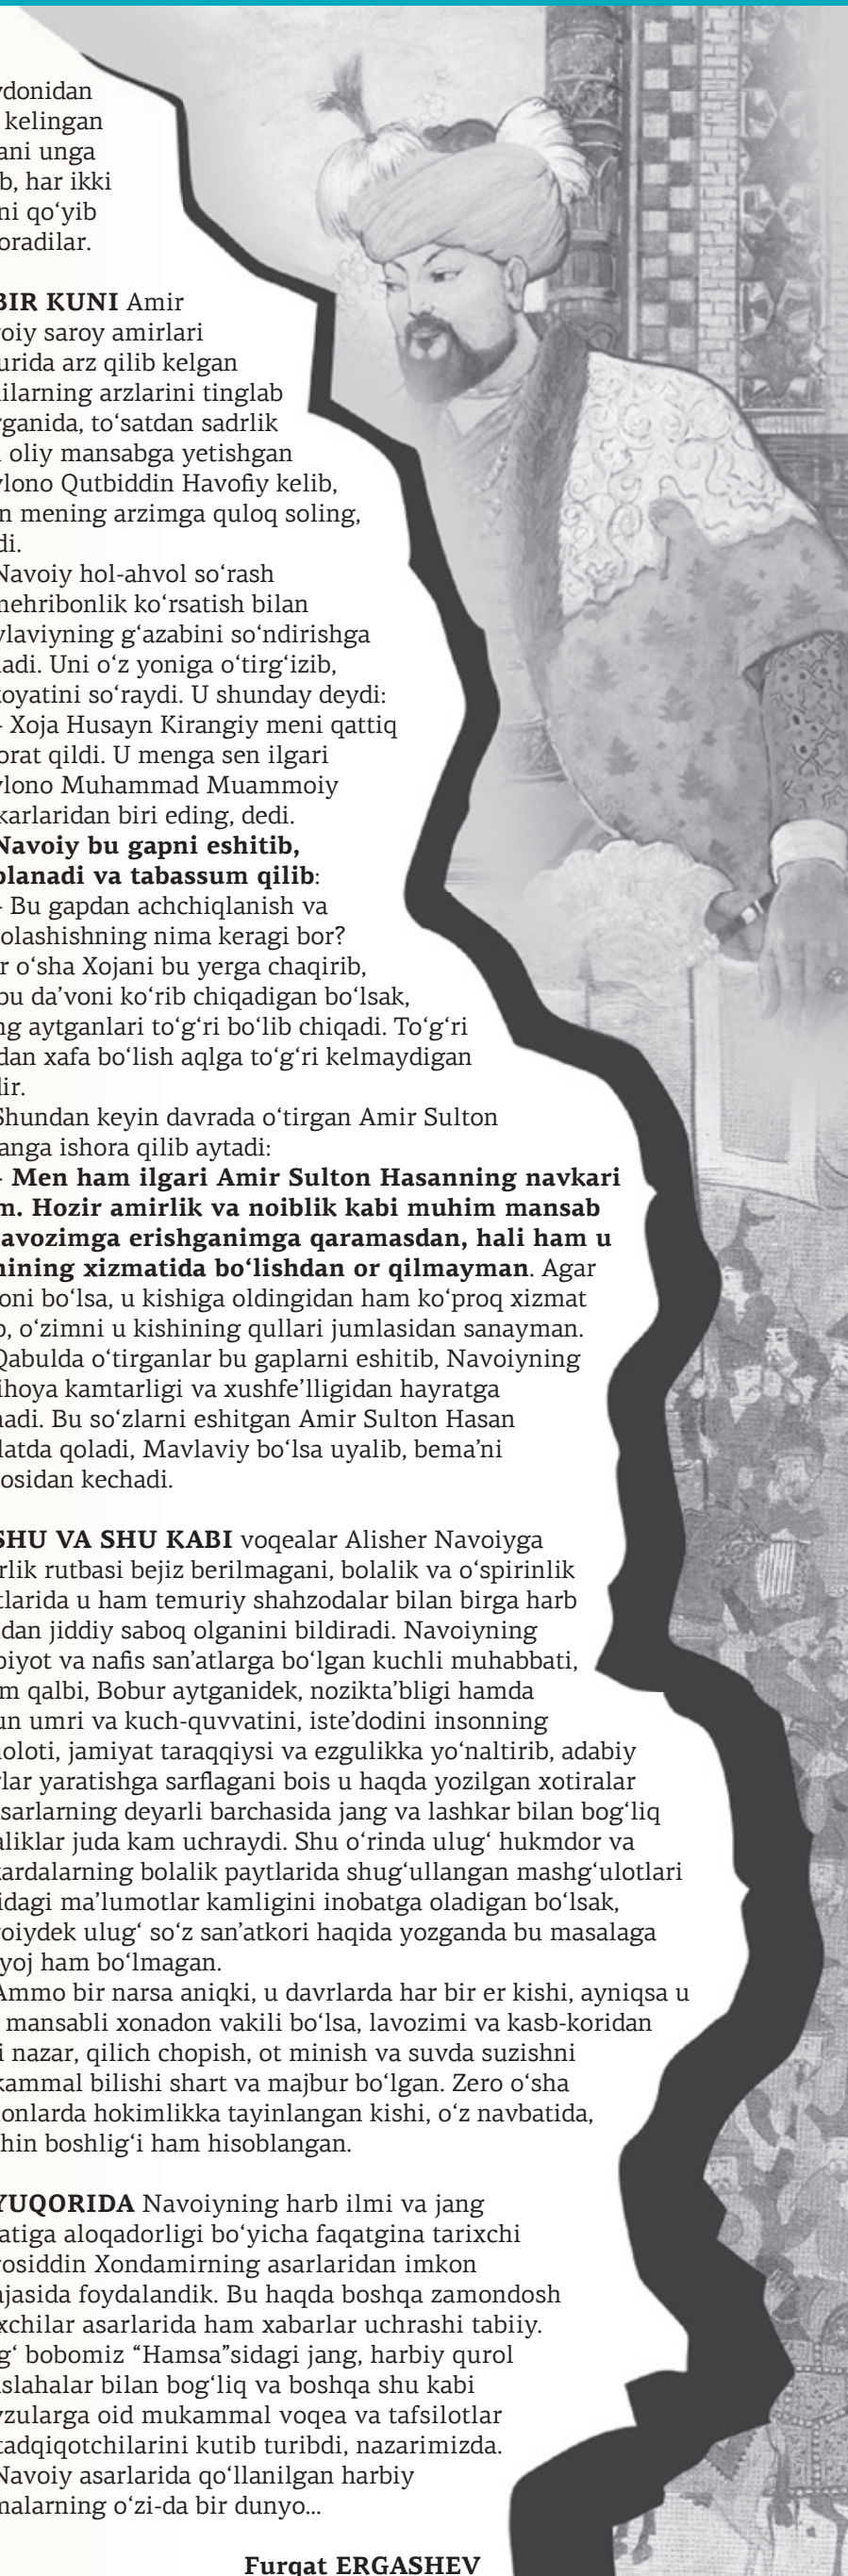 ydonidan
kelingan
ani unga
b, har ikki
ni qo‘yib
oradilar.
BIR KUNI Amir
oiy saroy amirlari
urida arz qilib kelgan
ilarning arzlarini tinglab
rganida, to‘satdan sadrlik
oliy mansabga yetishgan
ylono Qutbiddin Havofiy kelib,
n mening arzimga quloq soling,
di.
Navoiy hol-ahvol so‘rash
mehribonlik ko‘rsatish bilan
ylaviyning g‘azabini so‘ndirishga
adi. Uni o‘z yoniga o‘tirg‘izib,
koyatini so‘raydi. U shunday deydi:
- Xoja Husayn Kirangiy meni qattiq
orat qildi. U menga sen ilgari
ylono Muhammad Muammoiy
karlaridan biri eding, dedi.
Navoiy bu gapni eshitib,
planadi va tabassum qilib:
- Bu gapdan achchiqlanish va
olashishning nima keragi bor?
r o‘sha Xojani bu yerga chaqirib,
bu da’voni ko‘rib chiqadigan bo‘lsak,
ng aytganlari to‘g‘ri bo‘lib chiqadi. To‘g‘ri
dan xafa bo‘lish aqlga to‘g‘ri kelmaydigan
dir.
Shundan keyin davrada o‘tirgan Amir Sulton
anga ishora qilib aytadi:
- Men ham ilgari Amir Sulton Hasanning navkari
m. Hozir amirlik va noiblik kabi muhim mansab
avozimga erishganimga qaramasdan, hali ham u
hining xizmatida bo‘lishdan or qilmayman. Agar
oni bo‘lsa, u kishiga oldingidan ham ko‘proq xizmat
b, o‘zimni u kishining qullari jumlasidan sanayman.
Qabulda o‘tirganlar bu gaplarni eshitib, Navoiyning
ihoya kamtarligi va xushfe’lligidan hayratga
hadi. Bu so‘zlarni eshitgan Amir Sulton Hasan
latda qoladi, Mavlaviy bo‘lsa uyalib, bema’ni
osidan kechadi.
SHU VA SHU KABI voqealar Alisher Navoiyga
rlik rutbasi bejiz berilmagani, bolalik va o‘spirinlik
tlarida u ham temuriy shahzodalar bilan birga harb
dan jiddiy saboq olganini bildiradi. Navoiyning
biyot va nafis san’atlarga bo‘lgan kuchli muhabbati,
m qalbi, Bobur aytganidek, nozikta’bligi hamda
un umri va kuch-quvvatini, iste’dodini insonning
noloti, jamiyat taraqqiysi va ezgulikka yo‘naltirib, adabiy
rlar yaratishga sarflagani bois u haqda yozilgan xotiralar
asarlarning deyarli barchasida jang va lashkar bilan bog‘liq
aliklar juda kam uchraydi. Shu o‘rinda ulug‘ hukmdor va
kardalarning bolalik paytlarida shug‘ullangan mashg‘ulotlari
idagi ma’lumotlar kamligini inobatga oladigan bo‘lsak,
oiydek ulug‘ so‘z san’atkori haqida yozganda bu masalaga
yoj ham bo‘lmagan.
Ammo bir narsa aniqki, u davrlarda har bir er kishi, ayniqsa u
mansabli xonadon vakili bo‘lsa, lavozimi va kasb-koridan
i nazar, qilich chopish, ot minish va suvda suzishni
kammal bilishi shart va majbur bo‘lgan. Zero o‘sha
onlarda hokimlikka tayinlangan kishi, o‘z navbatida,
hin boshlig‘i ham hisoblangan.
YUQORIDA Navoiyning harb ilmi va jang
atiga aloqadorligi bo‘yicha faqatgina tarixchi
osiddin Xondamirning asarlaridan imkon
ajasida foydalandik. Bu haqda boshqa zamondosh
xchilar asarlarida ham xabarlar uchrashi tabiiy.
g‘ bobomiz “Hamsa”sidagi jang, harbiy qurol
slahalar bilan bog‘liq va boshqa shu kabi
vzularga oid mukammal voqea va tafsilotlar
tadqiqotchilarini kutib turibdi, nazarimizda.
Navoiy asarlarida qo‘llanilgan harbiy
malarning o‘zi-da bir dunyo...
Furqat ERGASHEV